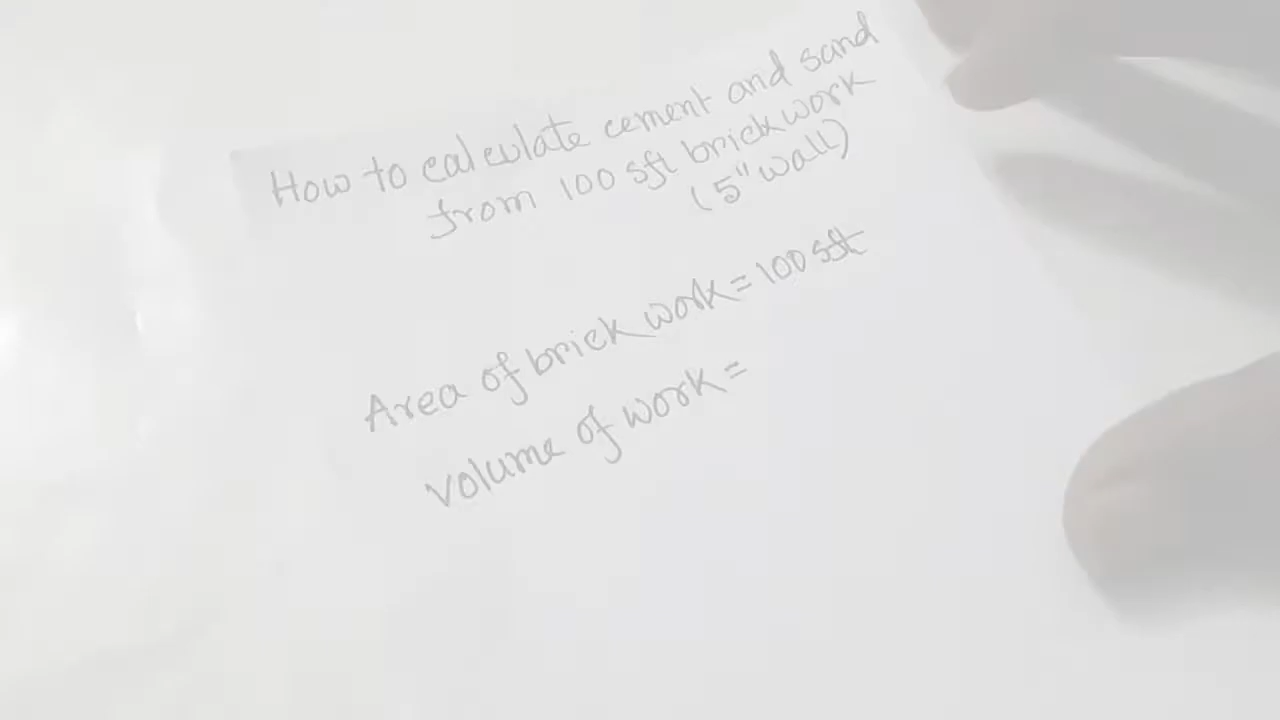 How to calculate cement and sand
from 100 sft brick work
(5" wall)
Area of brick work = 100 sft
volume of work =